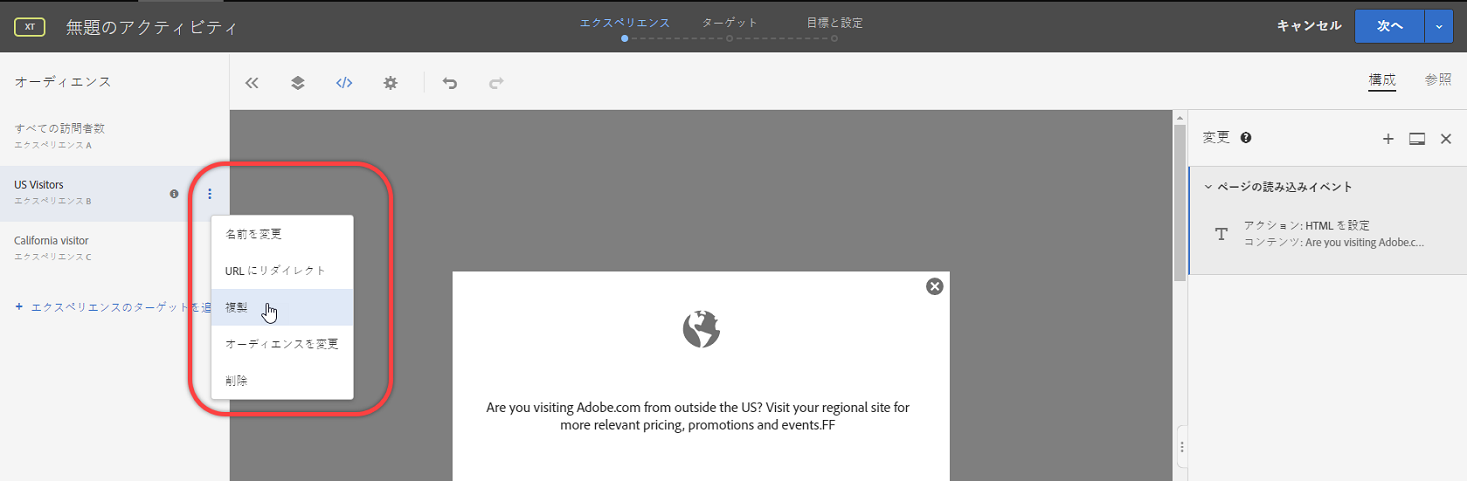 XT
無題のアクティビティ
エクスペリエンス
ターゲット
目標と設定
キャンセル
次へ
オーディエンス
</>
構成
参照
すべての訪問者数
エクスペリエンス A
US Visitors
エクスペリエンス B
California visitor
エクスペリエンス C
+ エクスペリエンスのターゲットを追
名前を変更
URL にリダイレクト
複製
オーディエンスを変更
削除
Are you visiting Adobe.com from outside the US? Visit your regional site for
more relevant pricing, promotions and events.FF
変更
ページの読み込みイベント
T
アクション: HTML を設定
コンテンツ: Are you visiting Adobe.c...